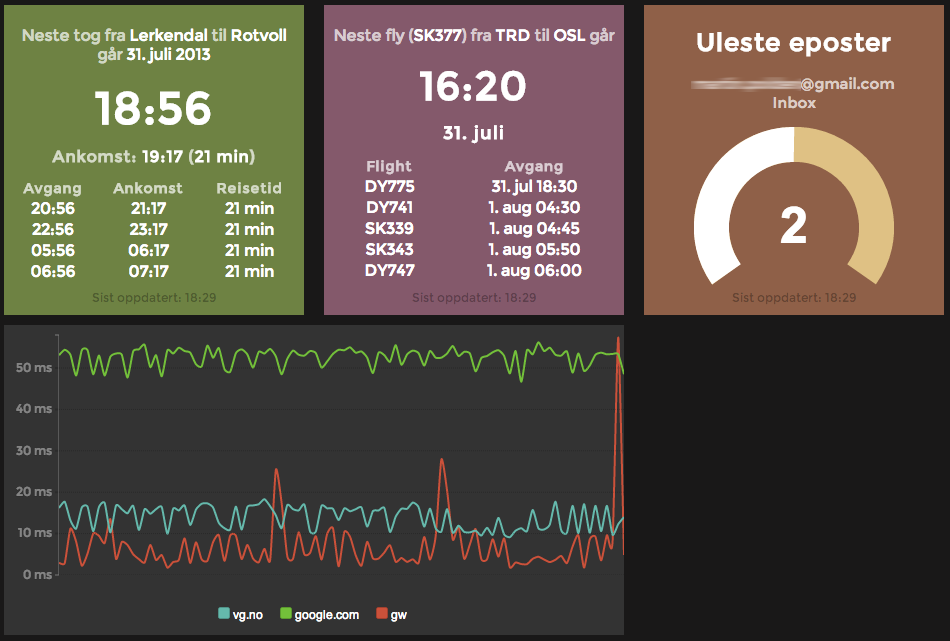 Neste tog fra Lerkendal til Rotvoll
går 31. juli 2013
18:56
Ankomst: 19:17 (21 min)
Avgang Ankomst Reisetid
20:56 21:17 21 min
22:56 23:17 21 min
05:56 06:17 21 min
06:56 07:17 21 min
Sist oppdatert: 18:29
Neste fly (SK377) fra TRD til OSL går
16:20
31. juli
Flight Avgang
DY775 31. jul 18:30
DY741 1. aug 04:30
SK339 1. aug 04:45
SK343 1. aug 05:50
DY747 1. aug 06:00
Sist oppdatert: 18:29
Uleste eposter
@gmail.com
Inbox
2
Sist oppdatert: 18:29
50 ms
40 ms
30 ms
20 ms
10 ms
0 ms
vg.no google.com gw